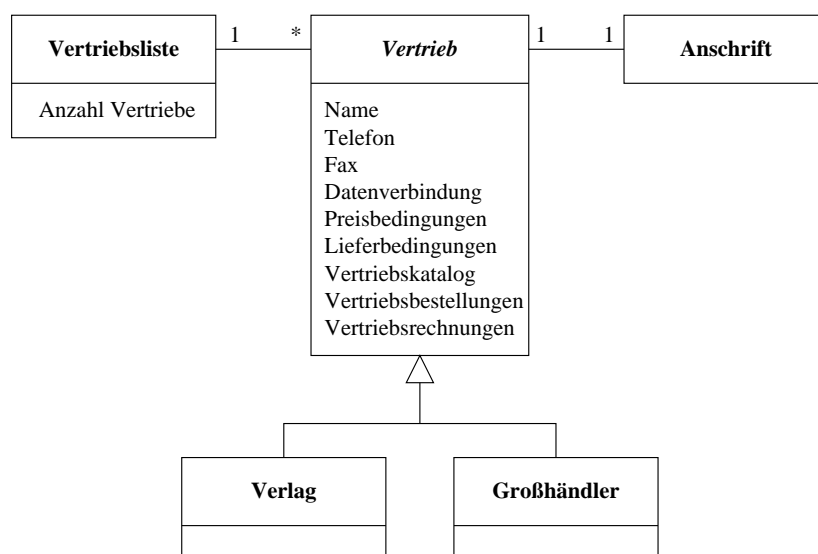 Vertriebsliste
1
*
Vertrieb
1
1
Anschrift
Anzahl Vertriebe
Name
Telefon
Fax
Datenverbindung
Preisbedingungen
Lieferbedingungen
Vertriebskatalog
Vertriebsbestellungen
Vertriebsrechnungen
Verlag
Großhändler